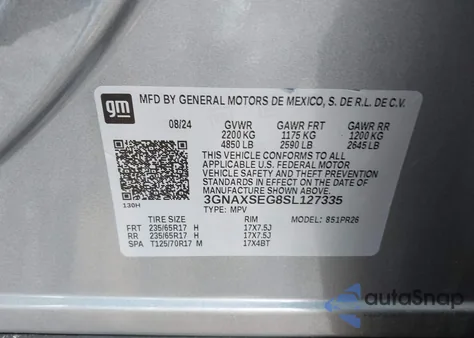 gm
MFD BY GENERAL MOTORS DE MEXICO, S. DE R.L. DE C.V.
08/24 GVWR GAWR FRT GAWR RR
2200 KG 1175 KG 1200 KG
4850 LB 2590 LB 2645 LB
THIS VEHICLE CONFORMS TO ALL
APPLICABLE U.S. FEDERAL MOTOR
VEHICLE SAFETY AND THEFT
PREVENTION STANDARDS IN
EFFECT ON THE DATE OF
MANUFACTURE SHOWN ABOVE.
3GNAXSEG8SL127335
130H TYPE: MPV
TIRE SIZE RIM MODEL: 851PR26
FRT 235/65R17 H 17X7.5J
RR 235/65R17 H 17X7.5J
SPA T125/70R17 M 17X4BT
autoSnap